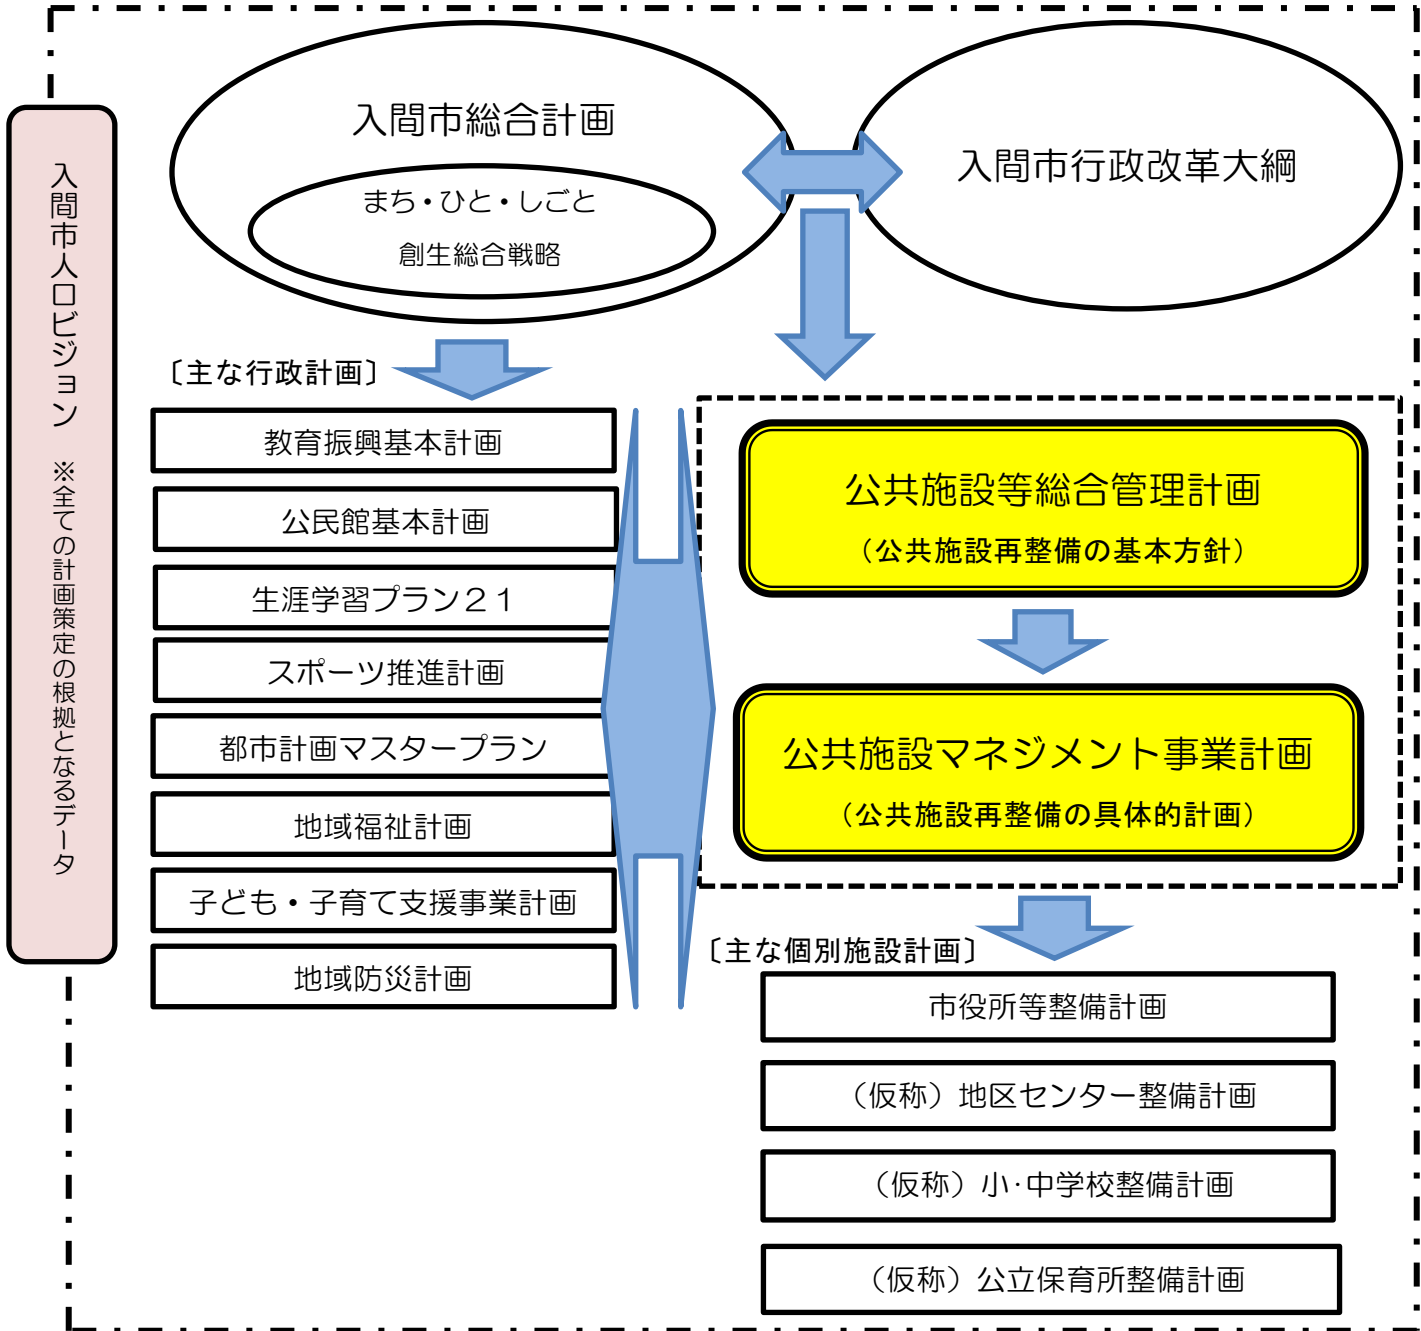 入間市総合計画
まち・ひと・しごと
創生総合戦略
入間市行政改革大綱
入間市人口ビジョン　※全ての計画策定の根拠となるデータ
〔主な行政計画〕
教育振興基本計画
公民館基本計画
生涯学習プラン２１
スポーツ推進計画
都市計画マスタープラン
地域福祉計画
子ども・子育て支援事業計画
地域防災計画
公共施設等総合管理計画
（公共施設再整備の基本方針）
公共施設マネジメント事業計画
（公共施設再整備の具体的計画）
〔主な個別施設計画〕
市役所等整備計画
（仮称）地区センター整備計画
（仮称）小・中学校整備計画
（仮称）公立保育所整備計画